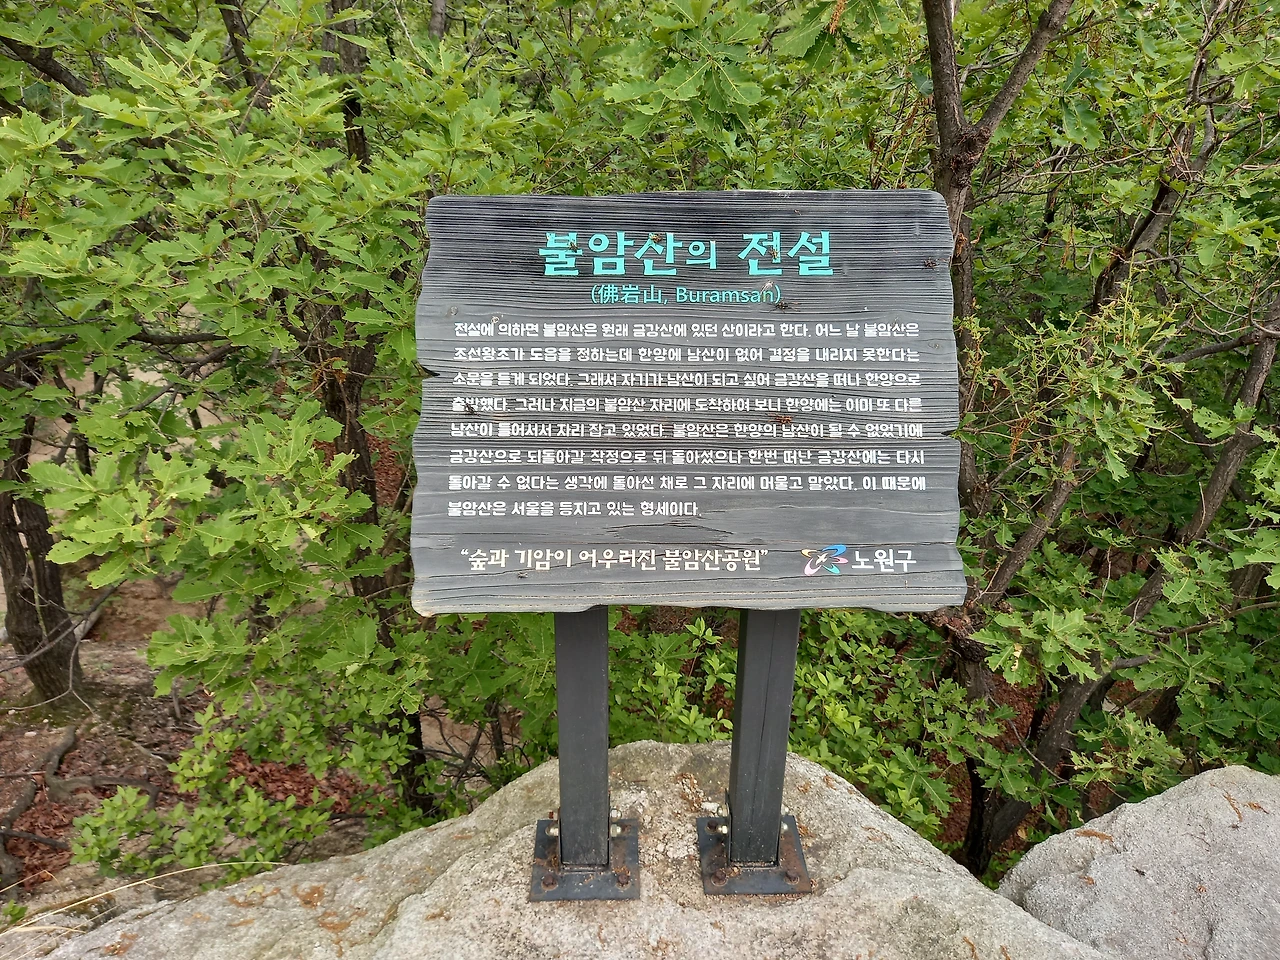 불암산의 전설
(佛岩山, Buramsan)
전설에 의하면 불암산은 원래 금강산에 있던 산이라고 한다. 어느 날 불암산은
조선왕조가 도읍을 정하는데 한양에 남산이 없어 결정을 내리지 못한다는
소문을 듣게 되었다. 그래서 자기가 남산이 되고 싶어 금강산을 떠나 한양으로
출발했다. 그러나 지금의 불암산 자리에 도착하여 보니 한양에는 이미 또 다른
남산이 들어서서 자리 잡고 있었다. 불암산은 한양의 남산이 될 수 없었기에
금강산으로 되돌아갈 작정으로 뒤 돌아섰으나 한번 떠난 금강산에는 다시
돌아갈 수 없다는 생각에 돌아선 채로 그 자리에 머물고 말았다. 이 때문에
불암산은 서울을 등지고 있는 형세이다.
“숲과 기암이 어우러진 불암산공원” 노원구